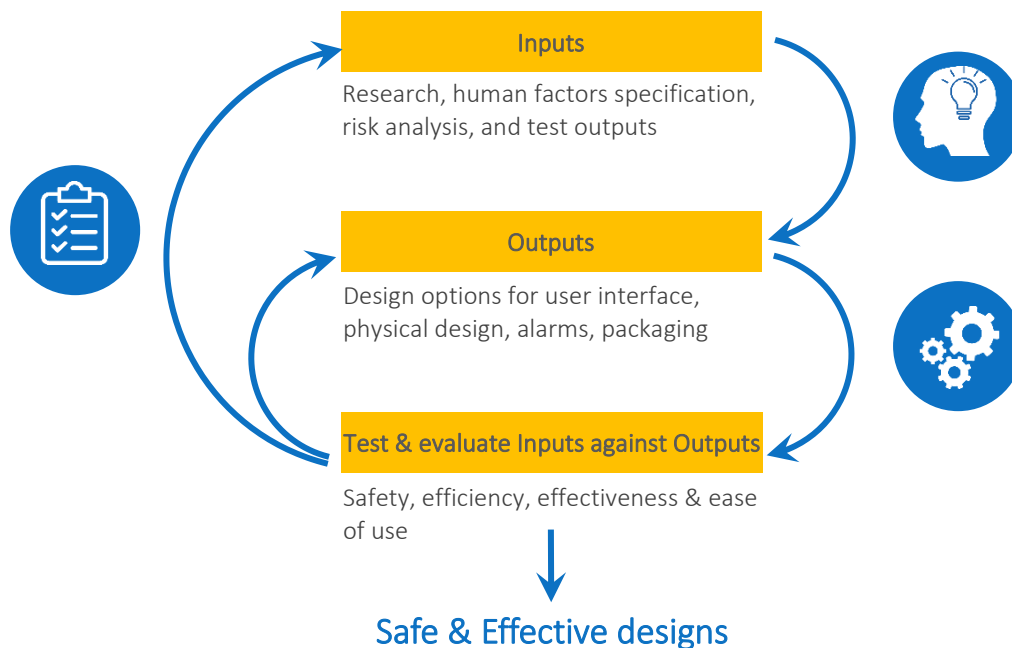 Inputs
Research, human factors specification,
risk analysis, and test outputs
Outputs
Design options for user interface,
physical design, alarms, packaging
Test & evaluate Inputs against Outputs
Safety, efficiency, effectiveness & ease
of use
Safe & Effective designs